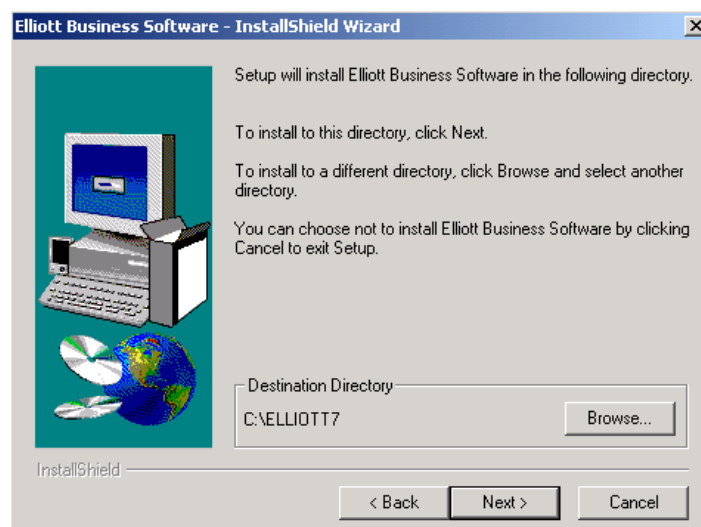 Elliott Business Software - InstallShield Wizard
Setup will install Elliott Business Software in the following directory.
To install to this directory, click Next.
To install to a different directory, click Browse and select another
directory.
You can choose not to install Elliott Business Software by clicking
Cancel to exit Setup.
Destination Directory
C:\ELLIOTT7
Browse...
InstallShield
< Back
Next >
Cancel